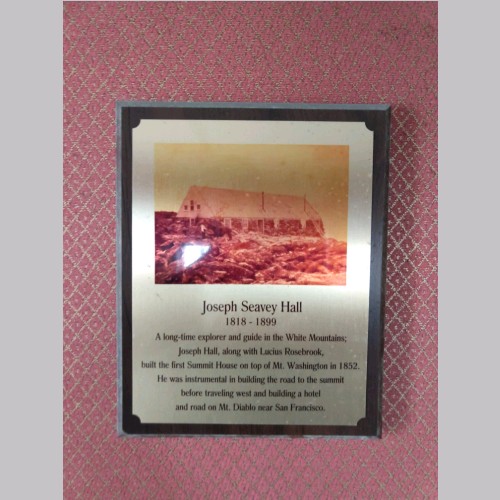 Joseph Seavey Hall
1818 - 1899
A long-time explorer and guide in the White Mountains;
Joseph Hall, along with Lucius Rosebrook,
built the first Summit House on top of Mt. Washington in 1852.
He was instrumental in building the road to the summit
before traveling west and building a hotel
and road on Mt. Diablo near San Francisco.